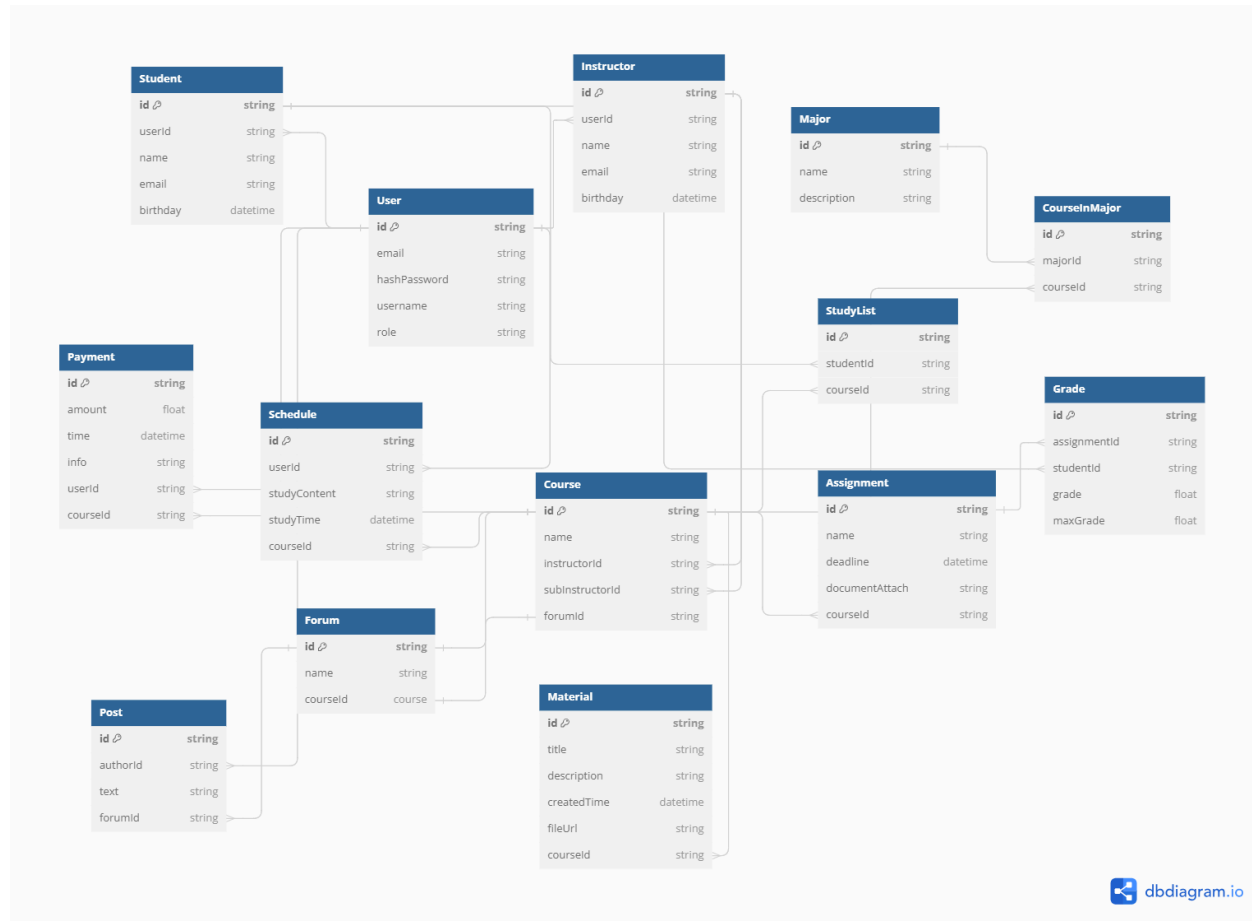 Student
id string
userId string
name string
email string
birthday datetime
Instructor
id string
userId string
name string
email string
birthday datetime
Major
id string
name string
description string
User
id string
email string
hashPassword string
username string
role string
CourseInMajor
id string
majorId string
courseId string
StudyList
id string
studentId string
courseId string
Payment
id string
amount float
time datetime
info string
userId string
courseId string
Schedule
id string
userId string
studyContent string
studyTime datetime
courseId string
Grade
id string
assignmentId string
studentId string
grade float
maxGrade float
Course
id string
name string
instructorId string
subInstructorId string
forumId string
Assignment
id string
name string
deadline datetime
documentAttach string
courseId string
Forum
id string
name string
courseId course
Post
id string
authorId string
text string
forumId string
Material
id string
title string
description string
createdTime datetime
fileUrl string
courseId string
dbdiagram.io